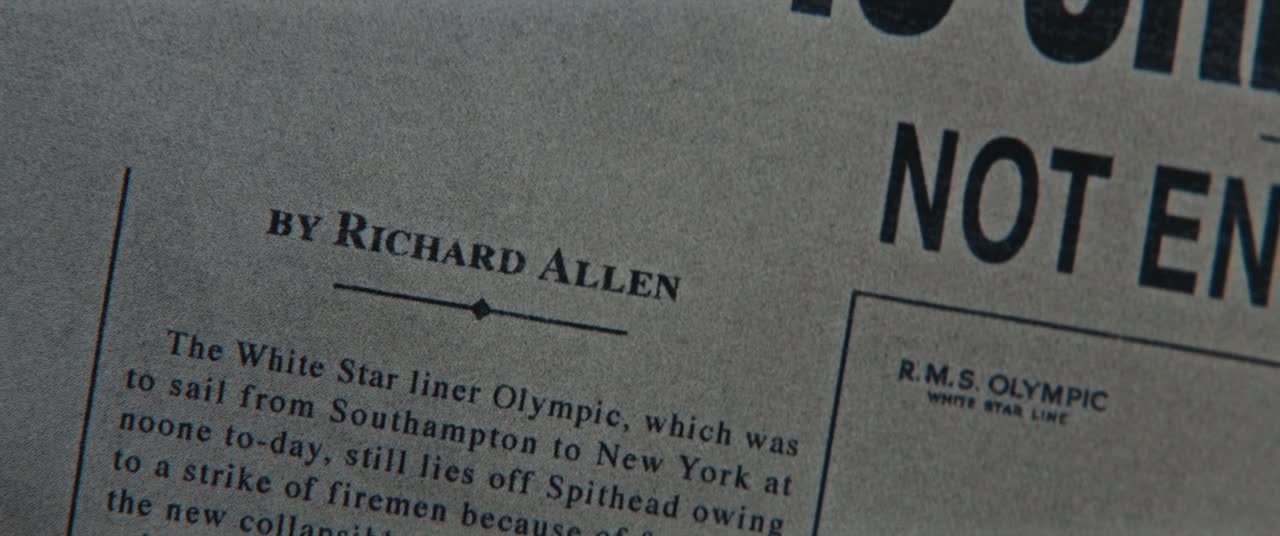 NOT EN
BY RICHARD ALLEN
The White Star liner Olympic, which was
to sail from Southampton to New York at
noone to-day, still lies off Spithead owing
to a strike of firemen because of
the new
R.M.S. OLYMPIC
WHITE STAR LINE